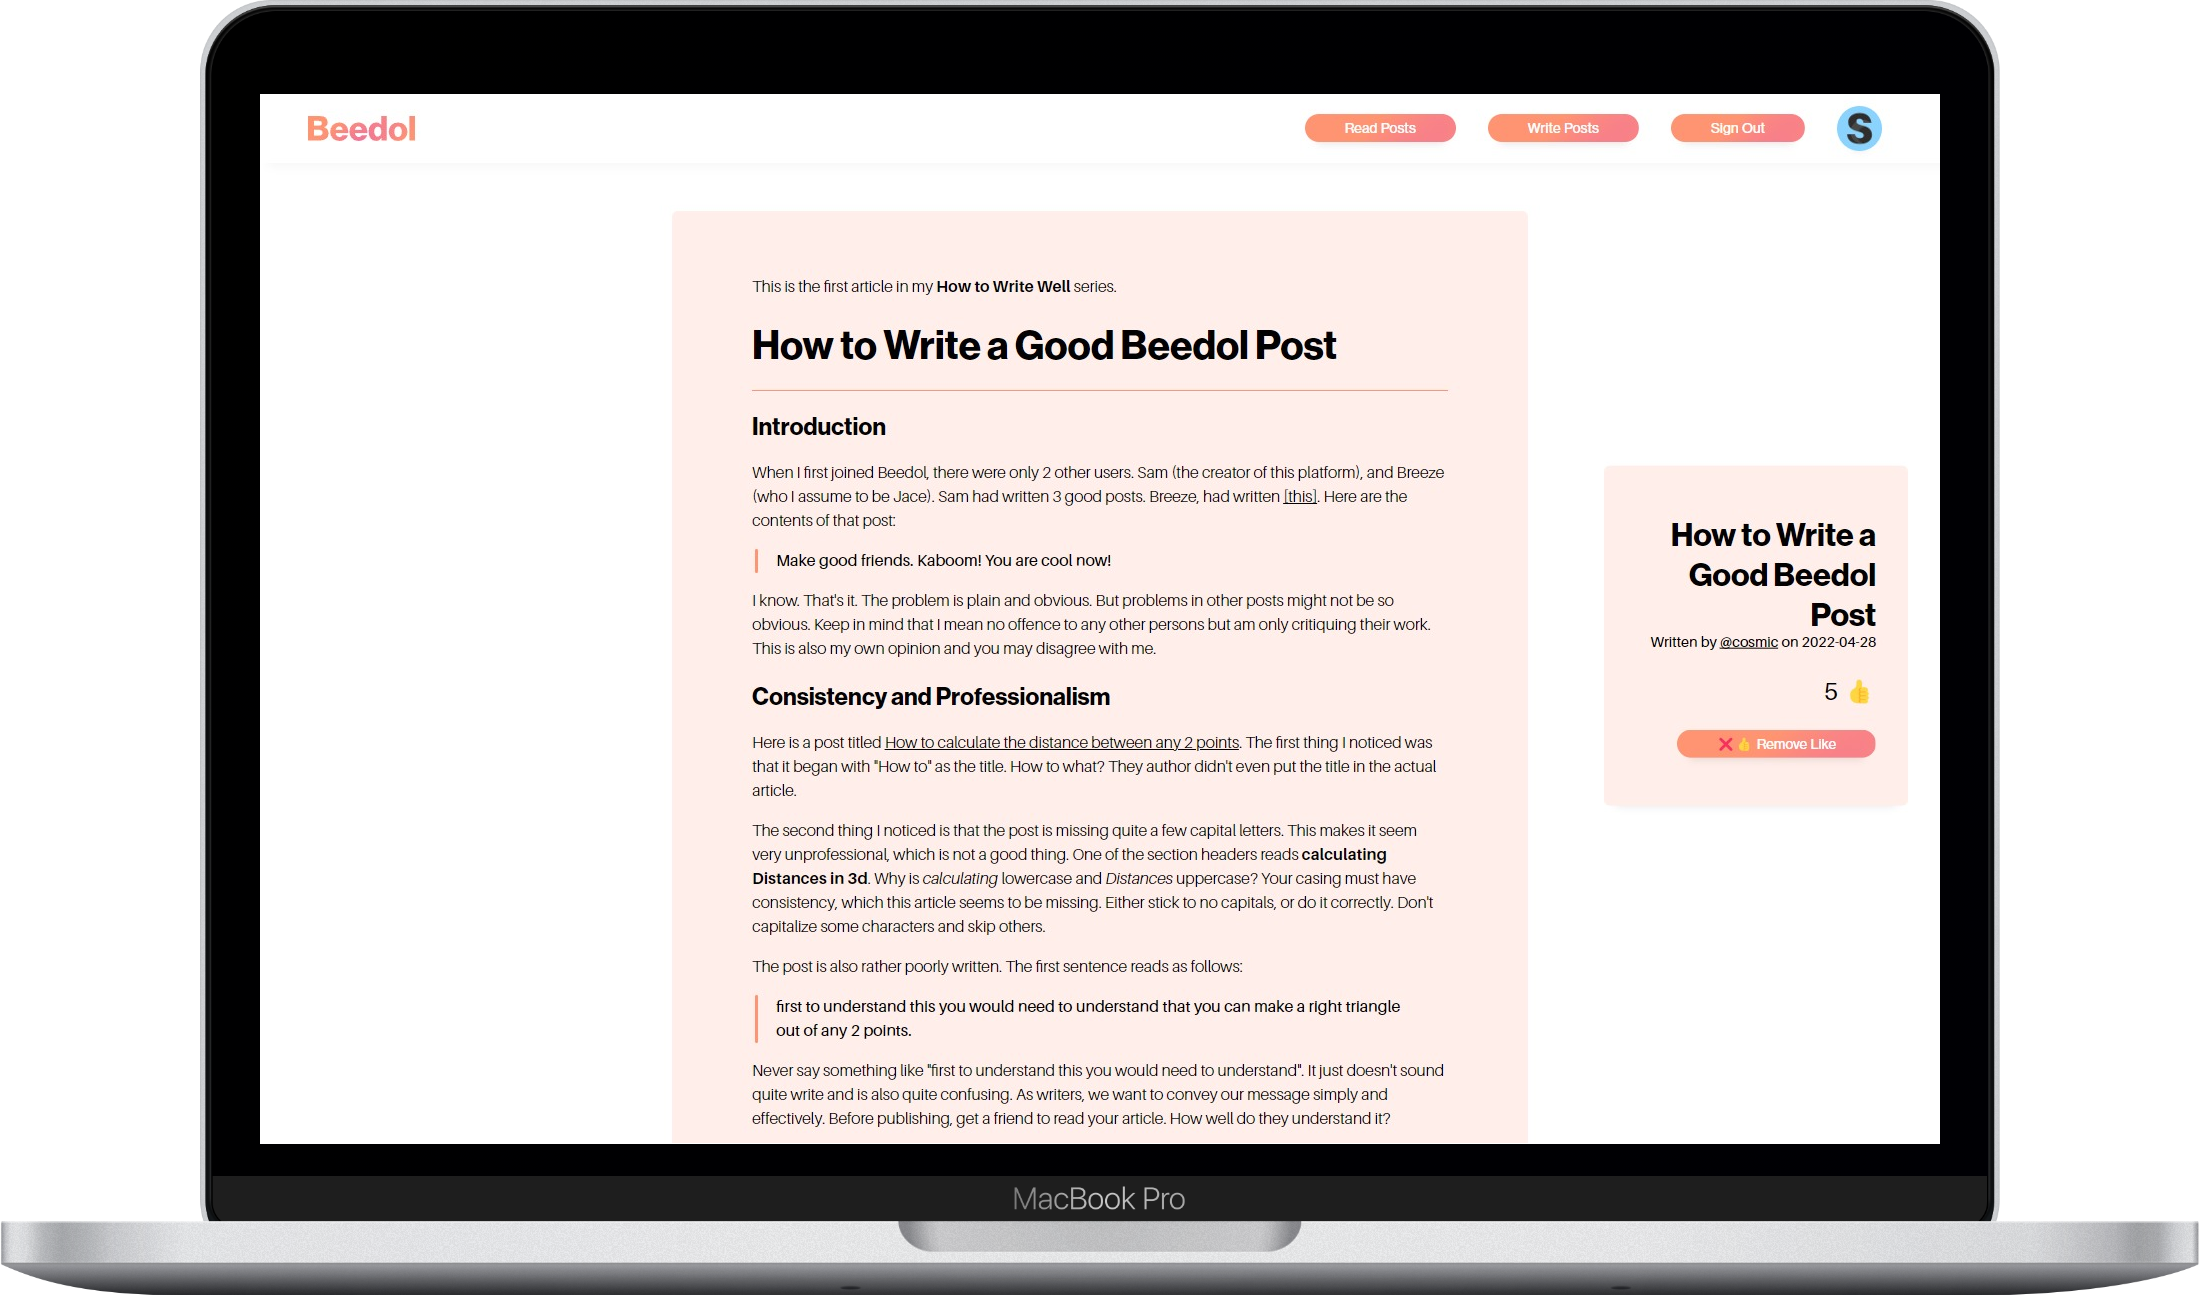 Beedol
Read Posts
Write Posts
Sign Out
S
This is the first article in my How to Write Well series.
How to Write a Good Beedol Post
Introduction
When I first joined Beedol, there were only 2 other users. Sam (the creator of this platform), and Breeze
(who I assume to be Jace). Sam had written 3 good posts. Breeze, had written [this]. Here are the
contents of that post:
Make good friends. Kaboom! You are cool now!
I know. That's it. The problem is plain and obvious. But problems in other posts might not be so
obvious. Keep in mind that I mean no offence to any other persons but am only critiquing their work.
This is also my own opinion and you may disagree with me.
Consistency and Professionalism
Here is a post titled How to calculate the distance between any 2 points. The first thing I noticed was
that it began with "How to" as the title. How to what? They author didn't even put the title in the actual
article.
The second thing I noticed is that the post is missing quite a few capital letters. This makes it seem
very unprofessional, which is not a good thing. One of the section headers reads calculating
Distances in 3d. Why is calculating lowercase and Distances uppercase? Your casing must have
consistency, which this article seems to be missing. Either stick to no capitals, or do it correctly. Don't
capitalize some characters and skip others.
The post is also rather poorly written. The first sentence reads as follows:
first to understand this you would need to understand that you can make a right triangle
out of any 2 points.
Never say something like "first to understand this you would need to understand". It just doesn't sound
quite write and is also quite confusing. As writers, we want to convey our message simply and
effectively. Before publishing, get a friend to read your article. How well do they understand it?
How to Write a
Good Beedol
Post
Written by @cosmic on 2022-04-28
5 👍
❌ 👍 Remove Like
MacBook Pro